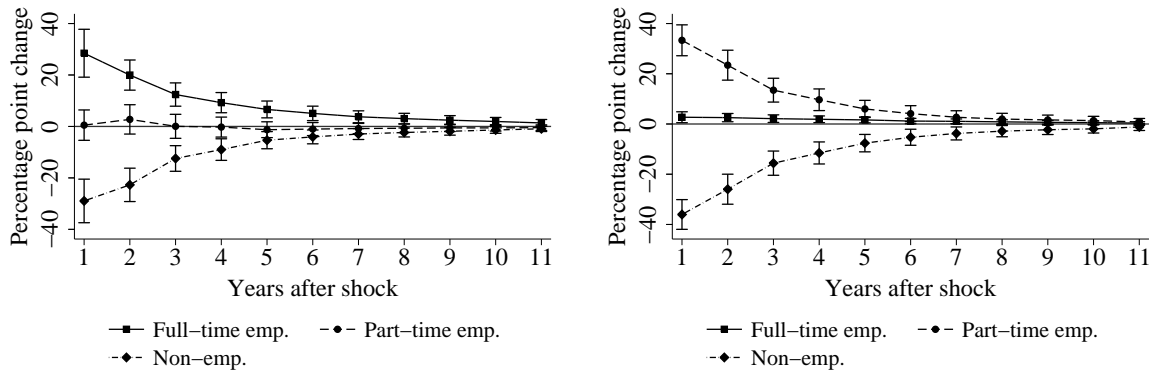 Percentage point change
40
20
0
−20
−40
1 2 3 4 5 6 7 8 9 10 11
Years after shock
Full−time emp. Part−time emp.
Non−emp.
Percentage point change
40
20
0
−20
−40
1 2 3 4 5 6 7 8 9 10 11
Years after shock
Full−time emp. Part−time emp.
Non−emp.